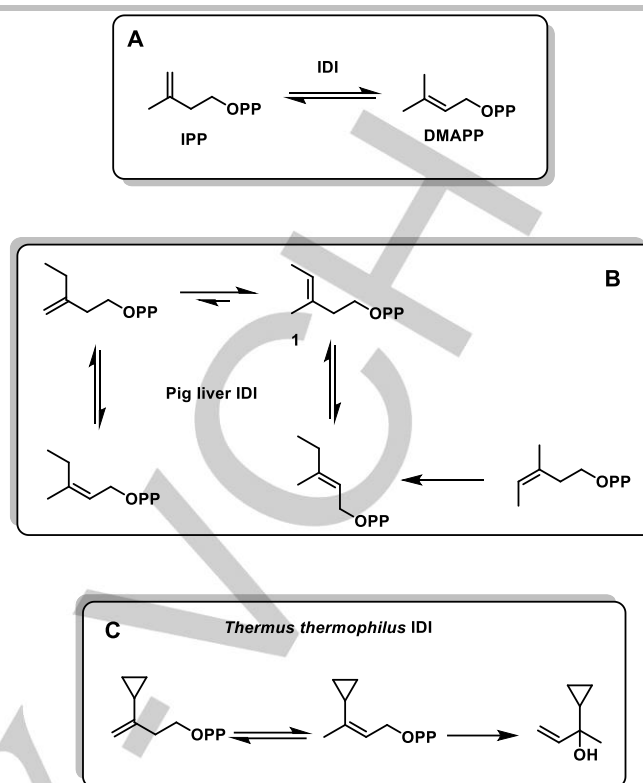 A
IDI
OPP
OPP
IPP
DMAPP
B
OPP
OPP
1
Pig liver IDI
OPP
OPP
OPP
C
Thermus thermophilus IDI
OPP
OPP
OH